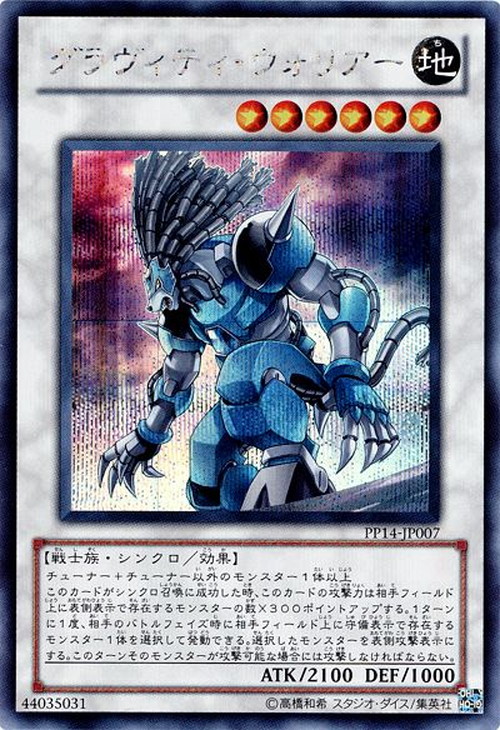 グラヴィティ・ウォリアー
地
PP14-JP007
【戦士族・シンクロ/効果】
チューナー+チューナー以外のモンスター1体以上
このカードがシンクロ召喚に成功した時、このカードの攻撃力は相手フィールド
上に表側表示で存在するモンスターの数×300ポイントアップする。1ターン
に1度、相手のバトルフェイズ時に相手フィールド上に守備表示で存在する
モンスター1体を選択して発動できる。選択したモンスターを表側攻撃表示に
する。このターンそのモンスターが攻撃可能な場合には攻撃しなければならない。
ATK/2100 DEF/1000
44035031
©高橋和希 スタジオ・ダイス/集英社